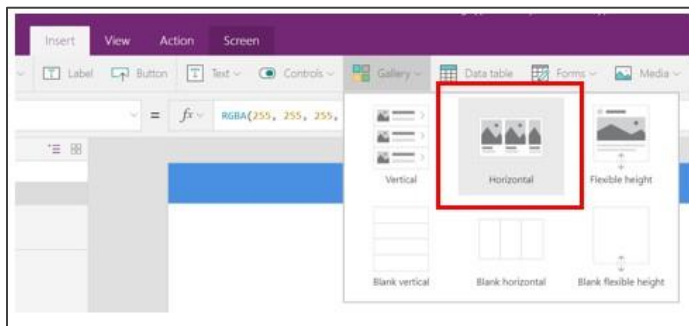 Insert View Action Screen
Label Button Text Controls Gallery Data table Forms Media
= fx RGBA(255, 255, 255,
Vertical Horizontal Flexible height
Blank vertical Blank horizontal Blank flexible height